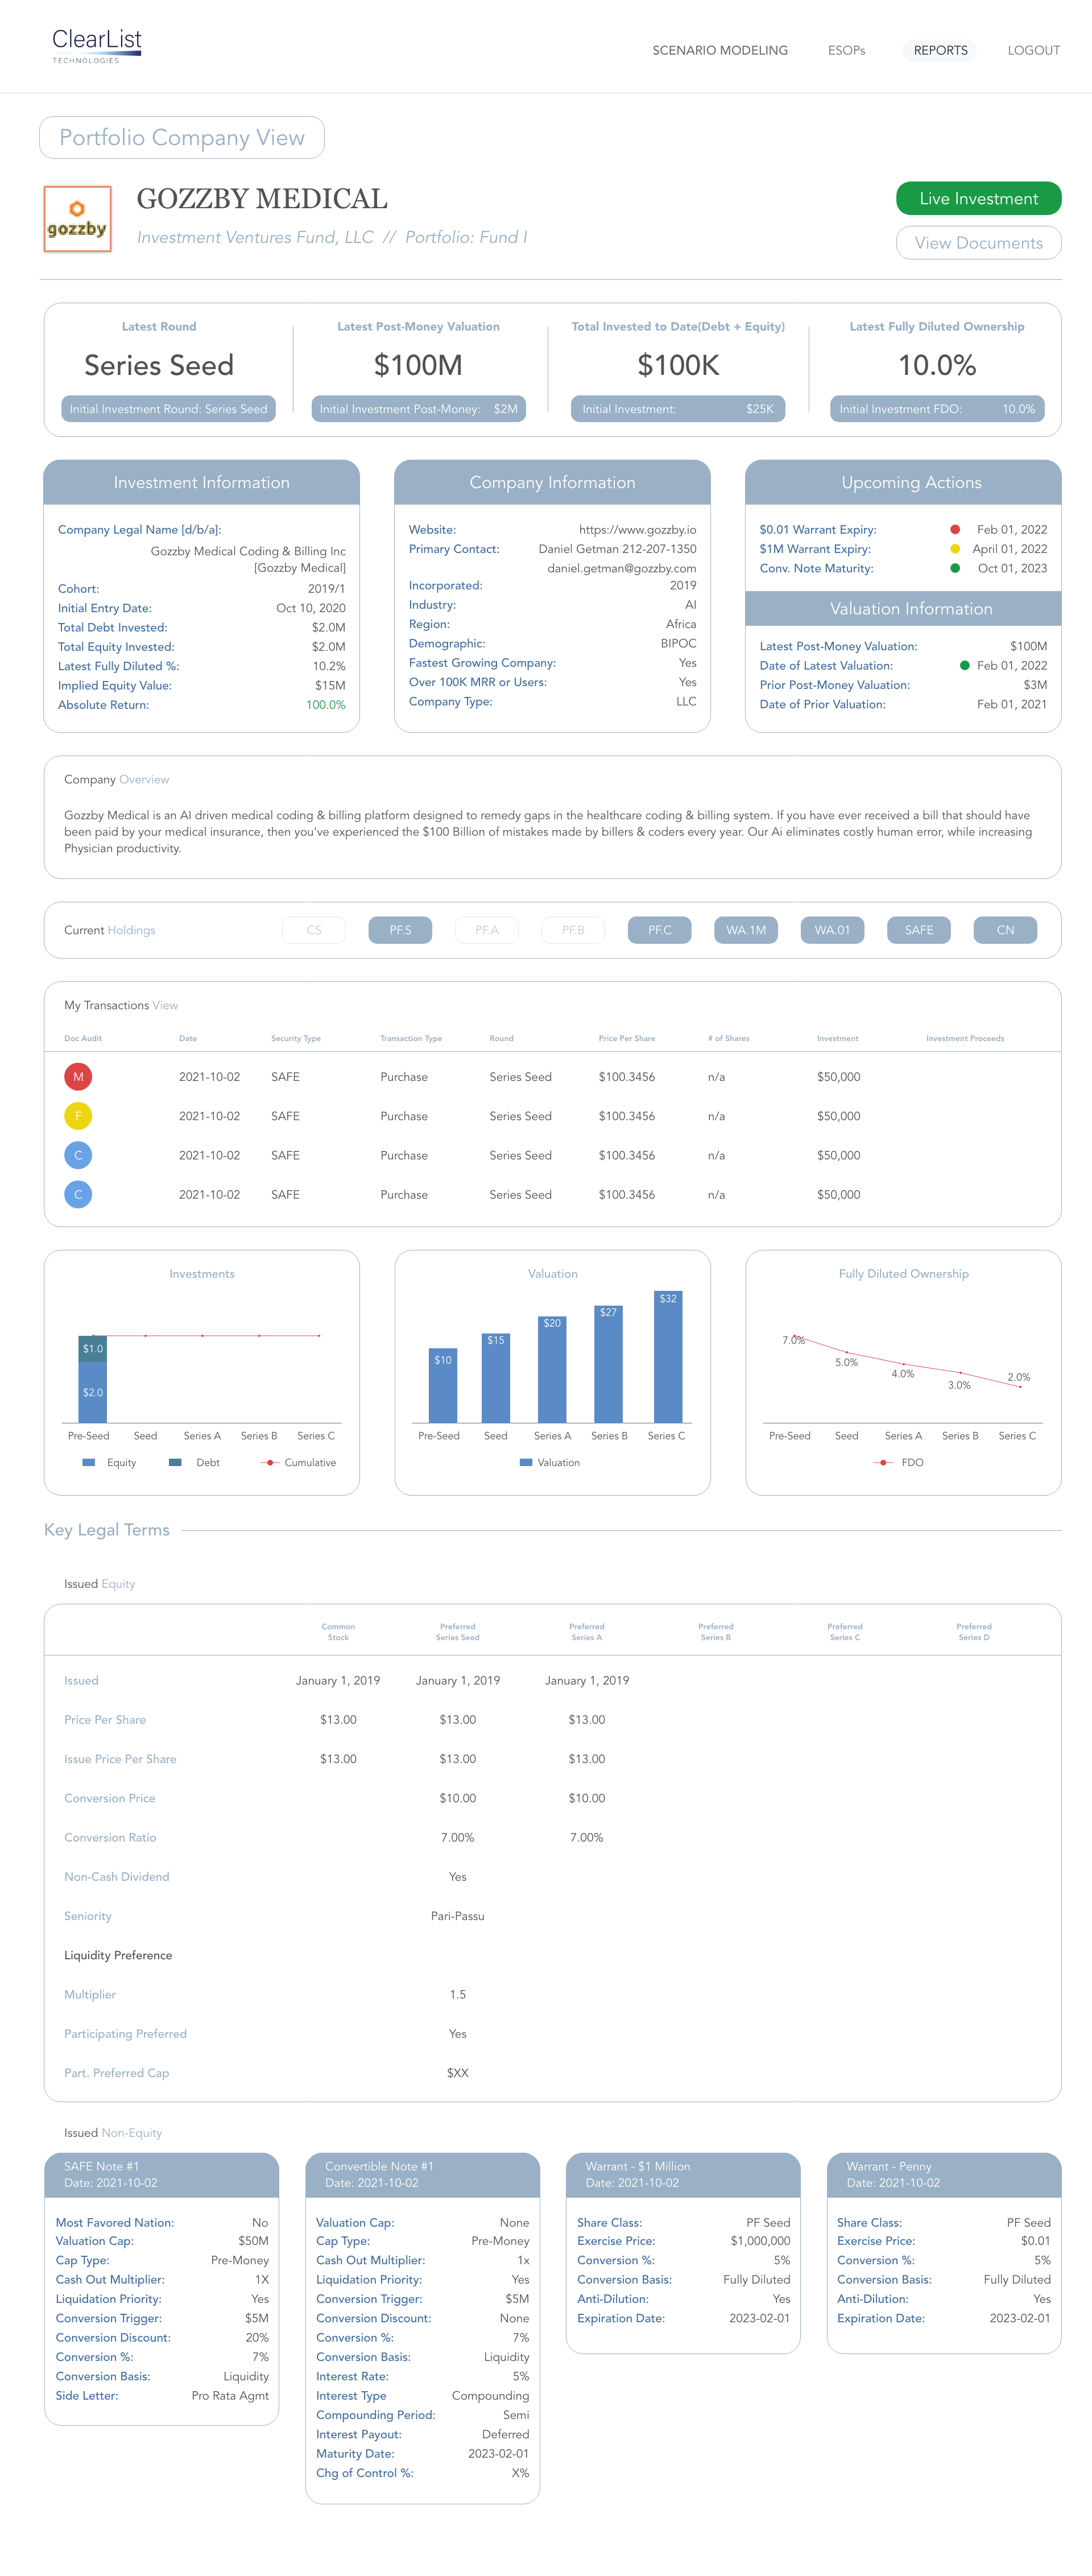 ClearList
TECHNOLOGIES
SCENARIO MODELING ESOPs REPORTS LOGOUT
Portfolio Company View
gozzby
GOZZBY MEDICAL
Investment Ventures Fund, LLC // Portfolio: Fund I
Live Investment
View Documents
Latest Round
Series Seed
Initial Investment Round: Series Seed
Latest Post-Money Valuation
$100M
Initial Investment Post-Money: $2M
Total Invested to Date(Debt + Equity)
$100K
Initial Investment: $25K
Latest Fully Diluted Ownership
10.0%
Initial Investment FDO: 10.0%
Investment Information
Company Legal Name [d/b/a]:
Gozzby Medical Coding & Billing Inc
[Gozzby Medical]
Cohort: 2019/1
Initial Entry Date: Oct 10, 2020
Total Debt Invested: $2.0M
Total Equity Invested: $2.0M
Latest Fully Diluted %: 10.2%
Implied Equity Value: $15M
Absolute Return: 100.0%
Company Information
Website: https://www.gozzby.io
Primary Contact: Daniel Getman 212-207-1350
daniel.getman@gozzby.com
Incorporated: 2019
Industry: AI
Region: Africa
Demographic: BIPOC
Fastest Growing Company: Yes
Over 100K MRR or Users: Yes
Company Type: LLC
Upcoming Actions
$0.01 Warrant Expiry: Feb 01, 2022
$1M Warrant Expiry: April 01, 2022
Conv. Note Maturity: Oct 01, 2023
Valuation Information
Latest Post-Money Valuation: $100M
Date of Latest Valuation: Feb 01, 2022
Prior Post-Money Valuation: $3M
Date of Prior Valuation: Feb 01, 2021
Company Overview
Gozzby Medical is an AI driven medical coding & billing platform designed to remedy gaps in the healthcare coding & billing system. If you have ever received a bill that should have
been paid by your medical insurance, then you've experienced the $100 Billion of mistakes made by billers & coders every year. Our Ai eliminates costly human error, while increasing
Physician productivity.
Current Holdings CS PF.S PF.A PF.B PF.C WA.1M WA.01 SAFE CN
My Transactions View
Doc Audit Date Security Type Transaction Type Round Price Per Share # of Shares Investment Investment Proceeds
M 2021-10-02 SAFE Purchase Series Seed $100.3456 n/a $50,000
F 2021-10-02 SAFE Purchase Series Seed $100.3456 n/a $50,000
C 2021-10-02 SAFE Purchase Series Seed $100.3456 n/a $50,000
C 2021-10-02 SAFE Purchase Series Seed $100.3456 n/a $50,000
Investments
$1.0
$2.0
Pre-Seed Seed Series A Series B Series C
Equity Debt Cumulative
Valuation
$10 $15 $20 $27 $32
Pre-Seed Seed Series A Series B Series C
Valuation
Fully Diluted Ownership
7.0% 5.0% 4.0% 3.0% 2.0%
Pre-Seed Seed Series A Series B Series C
FDO
Key Legal Terms
Issued Equity
Common Preferred Preferred Preferred Preferred Preferred
Stock Series Seed Series A Series B Series C Series D
Issued January 1, 2019 January 1, 2019 January 1, 2019
Price Per Share $13.00 $13.00 $13.00
Issue Price Per Share $13.00 $13.00 $13.00
Conversion Price $10.00 $10.00
Conversion Ratio 7.00% 7.00%
Non-Cash Dividend Yes
Seniority Pari-Passu
Liquidity Preference
Multiplier 1.5
Participating Preferred Yes
Part. Preferred Cap $XX
Issued Non-Equity
SAFE Note #1
Date: 2021-10-02
Most Favored Nation: No
Valuation Cap: $50M
Cap Type: Pre-Money
Cash Out Multiplier: 1X
Liquidation Priority: Yes
Conversion Trigger: $5M
Conversion Discount: 20%
Conversion %: 7%
Conversion Basis: Liquidity
Side Letter: Pro Rata Agmt
Convertible Note #1
Date: 2021-10-02
Valuation Cap: None
Cap Type: Pre-Money
Cash Out Multiplier: 1x
Liquidation Priority: Yes
Conversion Trigger: $5M
Conversion Discount: None
Conversion %: 7%
Conversion Basis: Liquidity
Interest Rate: 5%
Interest Type Compounding
Compounding Period: Semi
Interest Payout: Deferred
Maturity Date: 2023-02-01
Chg of Control %: X%
Warrant - $1 Million
Date: 2021-10-02
Share Class: PF Seed
Exercise Price: $1,000,000
Conversion %: 5%
Conversion Basis: Fully Diluted
Anti-Dilution: Yes
Expiration Date: 2023-02-01
Warrant - Penny
Date: 2021-10-02
Share Class: PF Seed
Exercise Price: $0.01
Conversion %: 5%
Conversion Basis: Fully Diluted
Anti-Dilution: Yes
Expiration Date: 2023-02-01